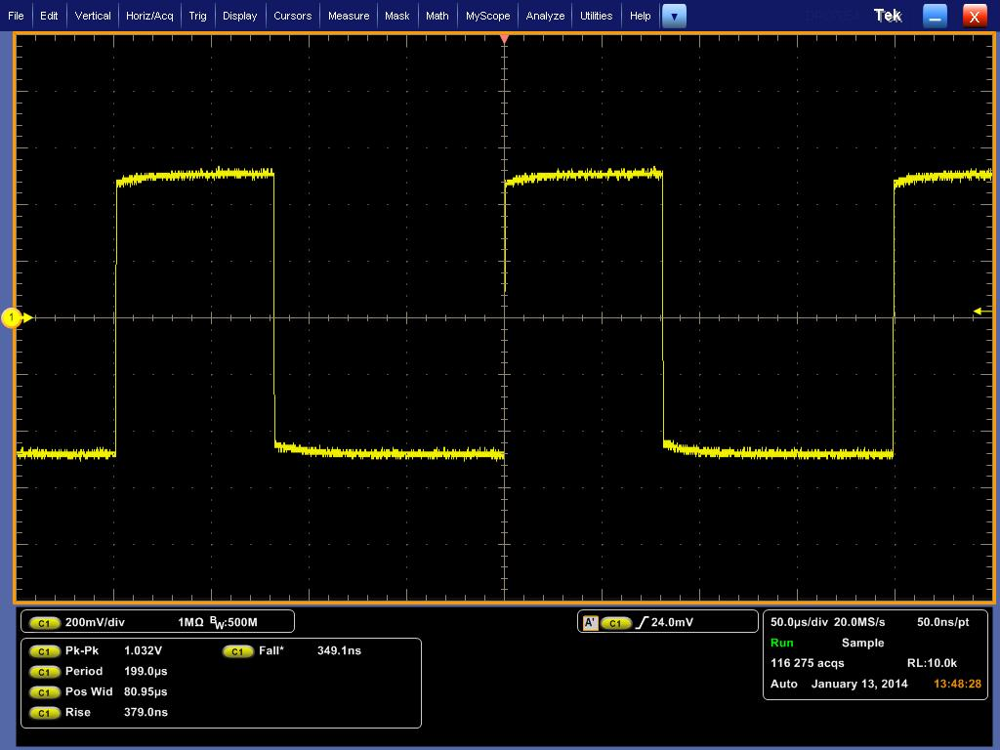 File Edit Vertical Horiz/Acq Trig Display Cursors Measure Mask Math MyScope Analyze Utilities Help Tek X
1
C1 200mV/div 1MΩ BW:500M
A' C1 24.0mV
50.0µs/div 20.0MS/s 50.0ns/pt
Run Sample
116 275 acqs RL:10.0k
Auto January 13, 2014 13:48:28
C1 Pk-Pk 1.032V C1 Fall* 349.1ns
C1 Period 199.0µs
C1 Pos Wid 80.95µs
C1 Rise 379.0ns